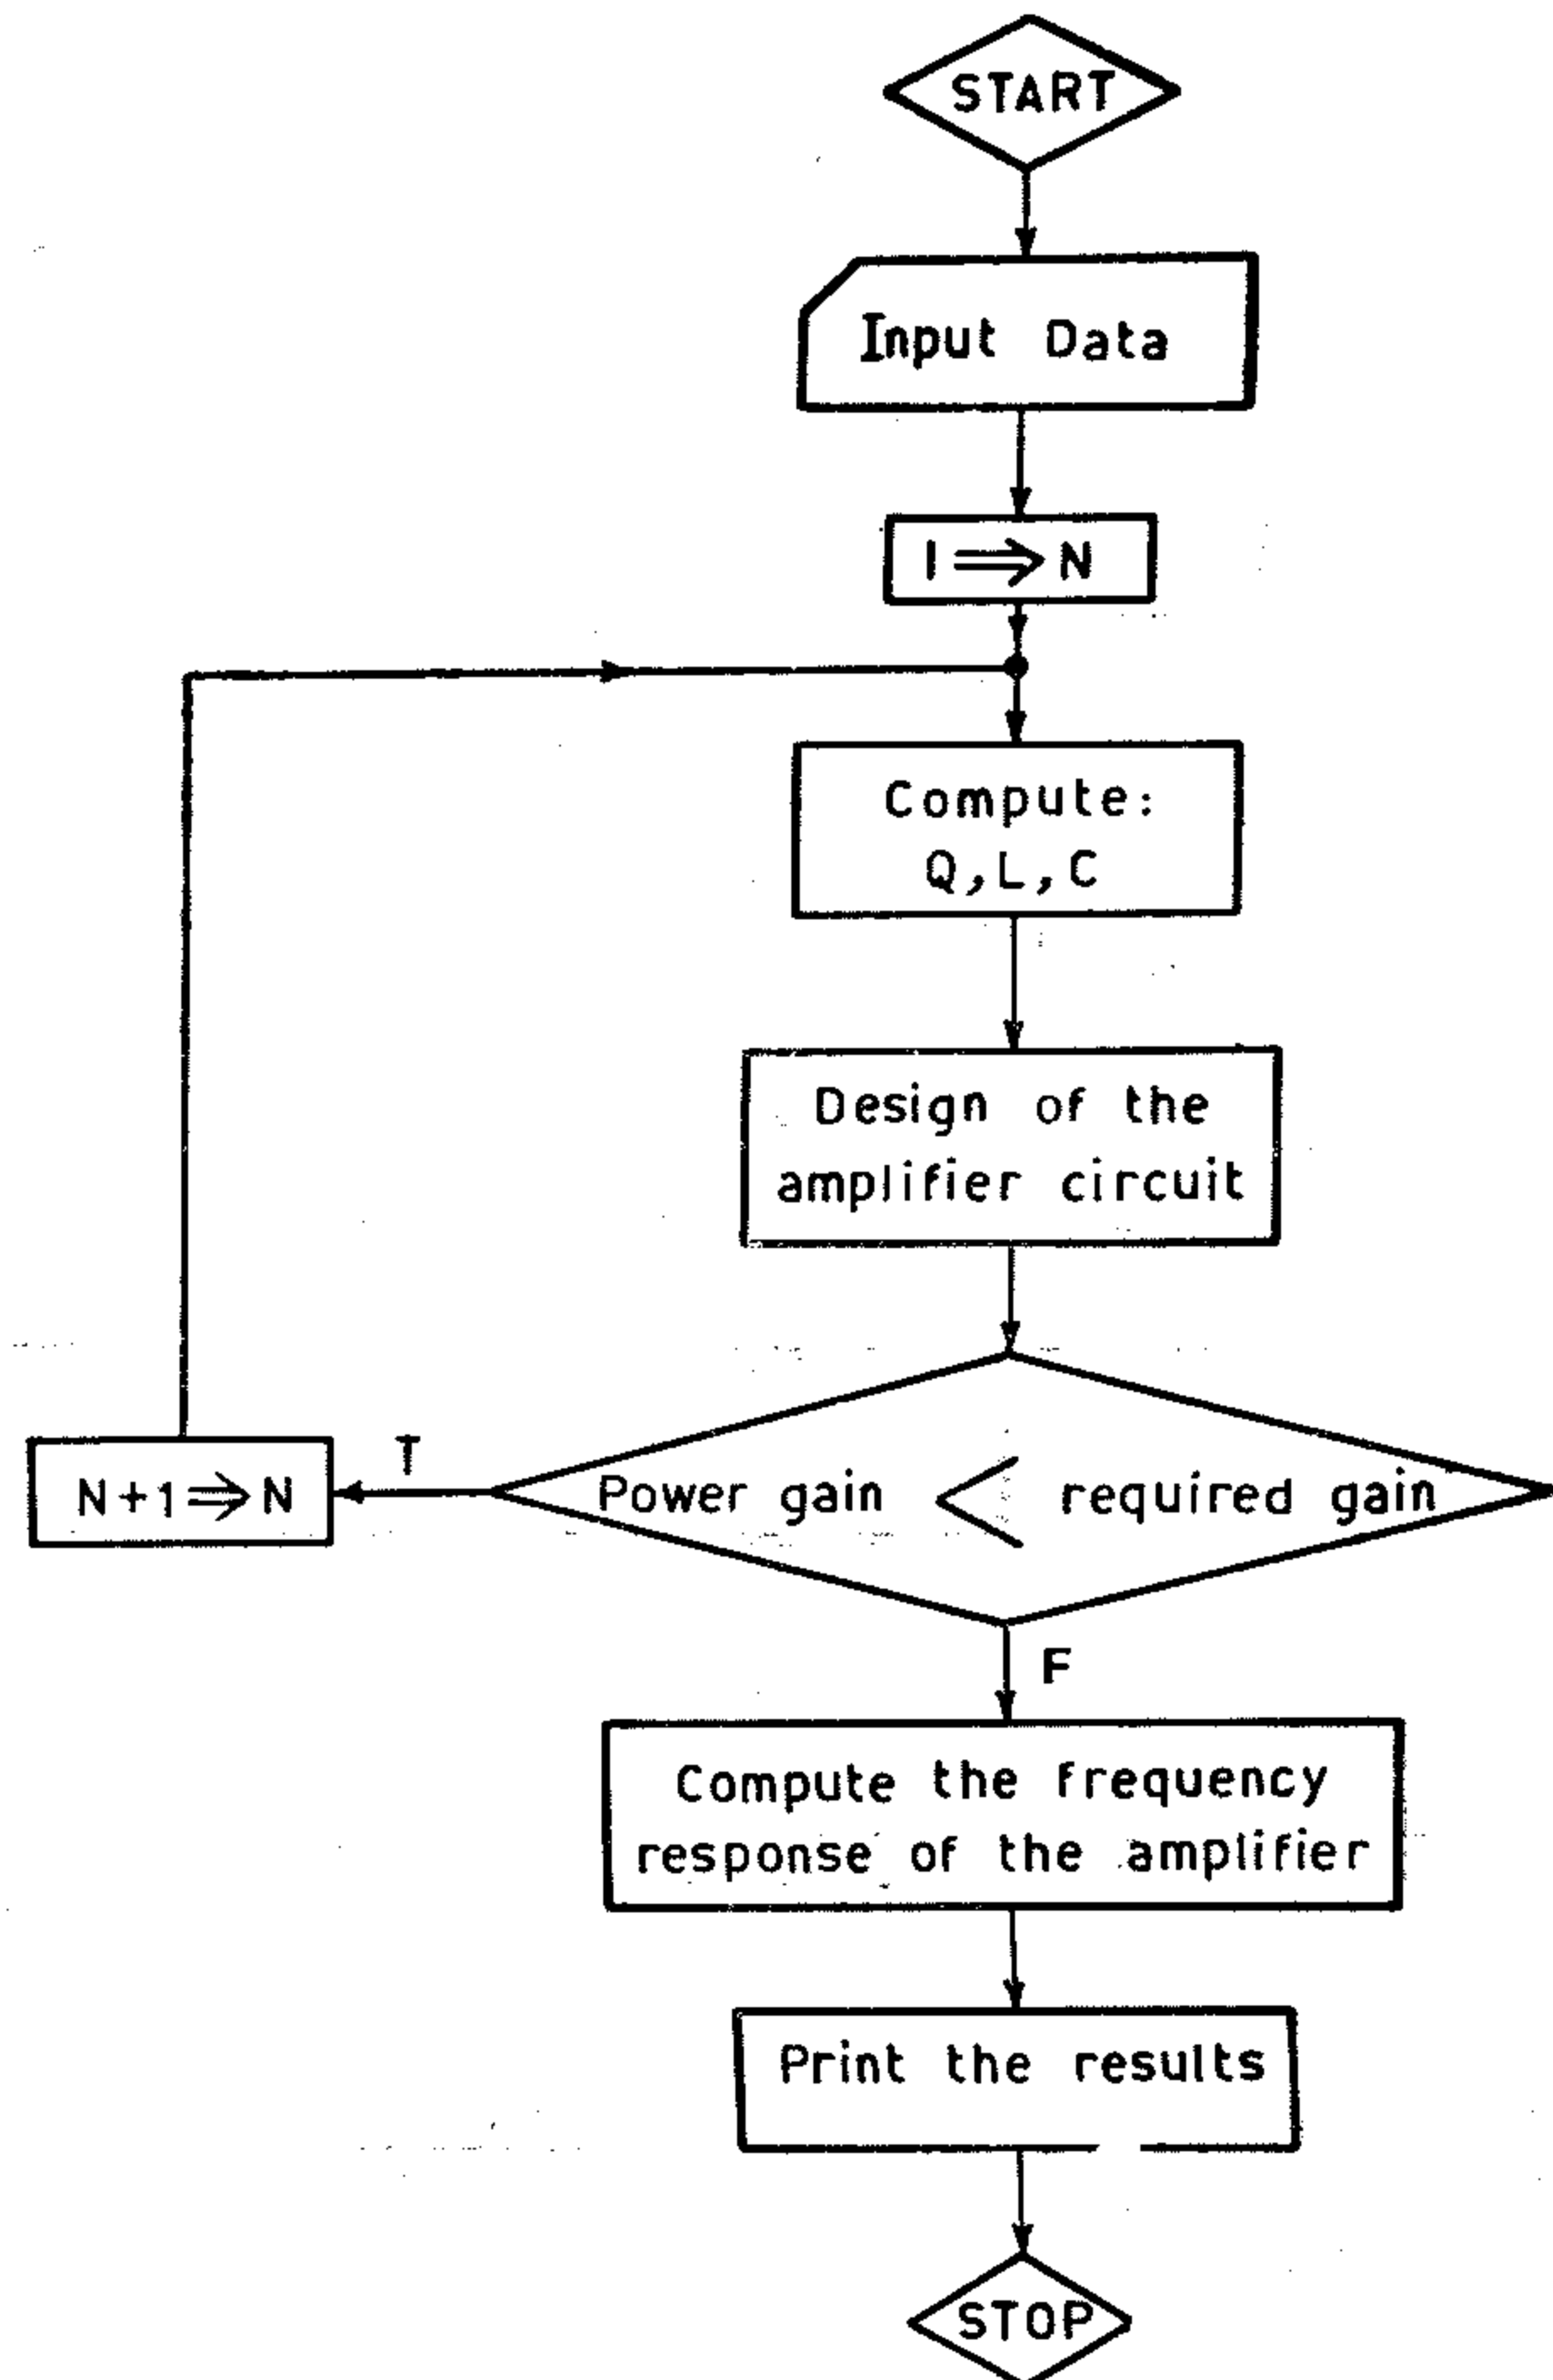 START
Input Data
1 ⇒ N
Compute:
Q, L, C
Design of the
amplifier circuit
Power gain < required gain
T
N+1 ⇒ N
F
Compute the frequency
response of the amplifier
Print the results
STOP